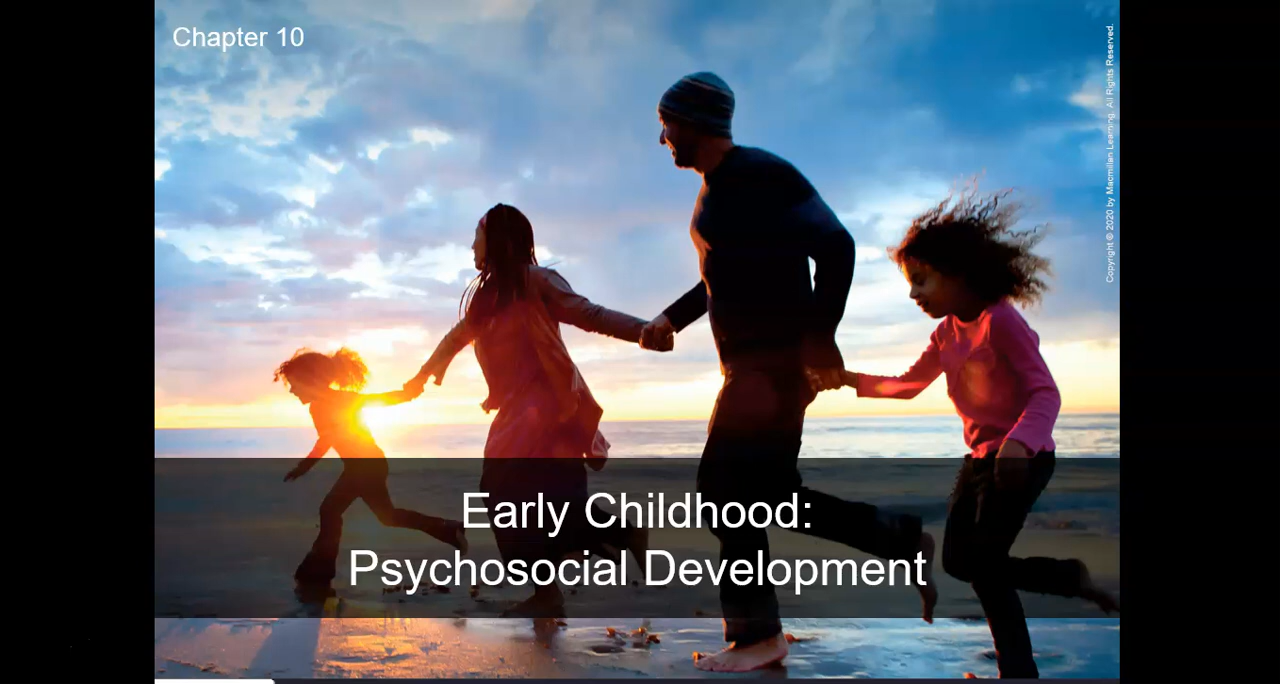 Chapter 10
Copyright © 2020 by Macmillan Learning. All Rights Reserved.
Early Childhood:
Psychosocial Development